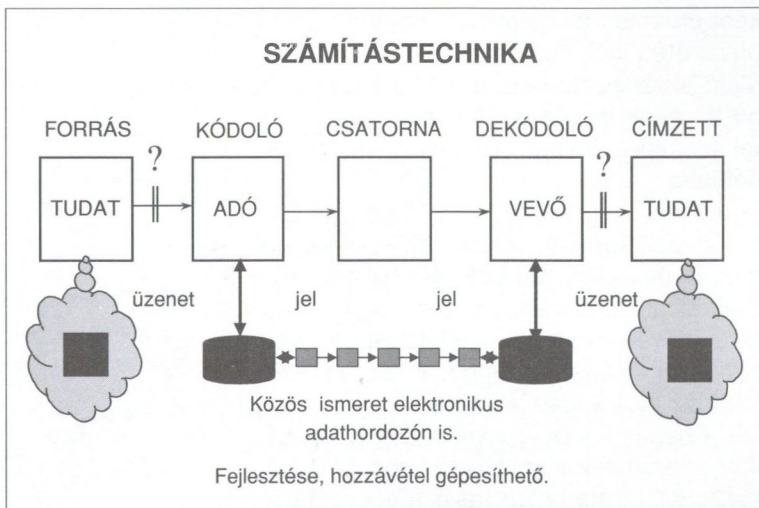 SZÁMÍTÁSTECHNIKA
FORRÁS KÓDOLÓ CSATORNA DEKÓDOLÓ CÍMZETT
? ?
TUDAT ADÓ VEVŐ TUDAT
üzenet jel jel üzenet
Közös ismeret elektronikus
adathordozón is.
Fejlesztése, hozzávétel gépesíthető.